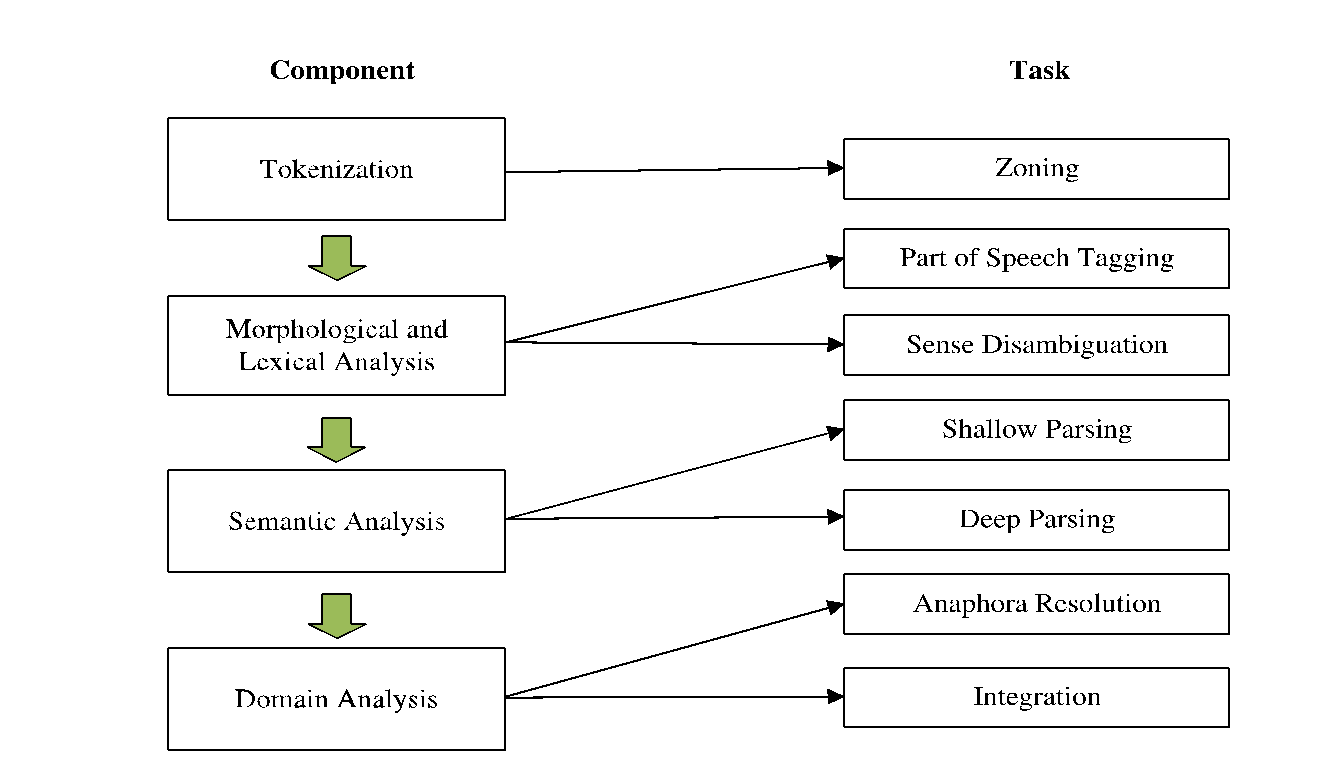 Component
Task
Tokenization
Zoning
Part of Speech Tagging
Morphological and
Lexical Analysis
Sense Disambiguation
Shallow Parsing
Semantic Analysis
Deep Parsing
Anaphora Resolution
Domain Analysis
Integration